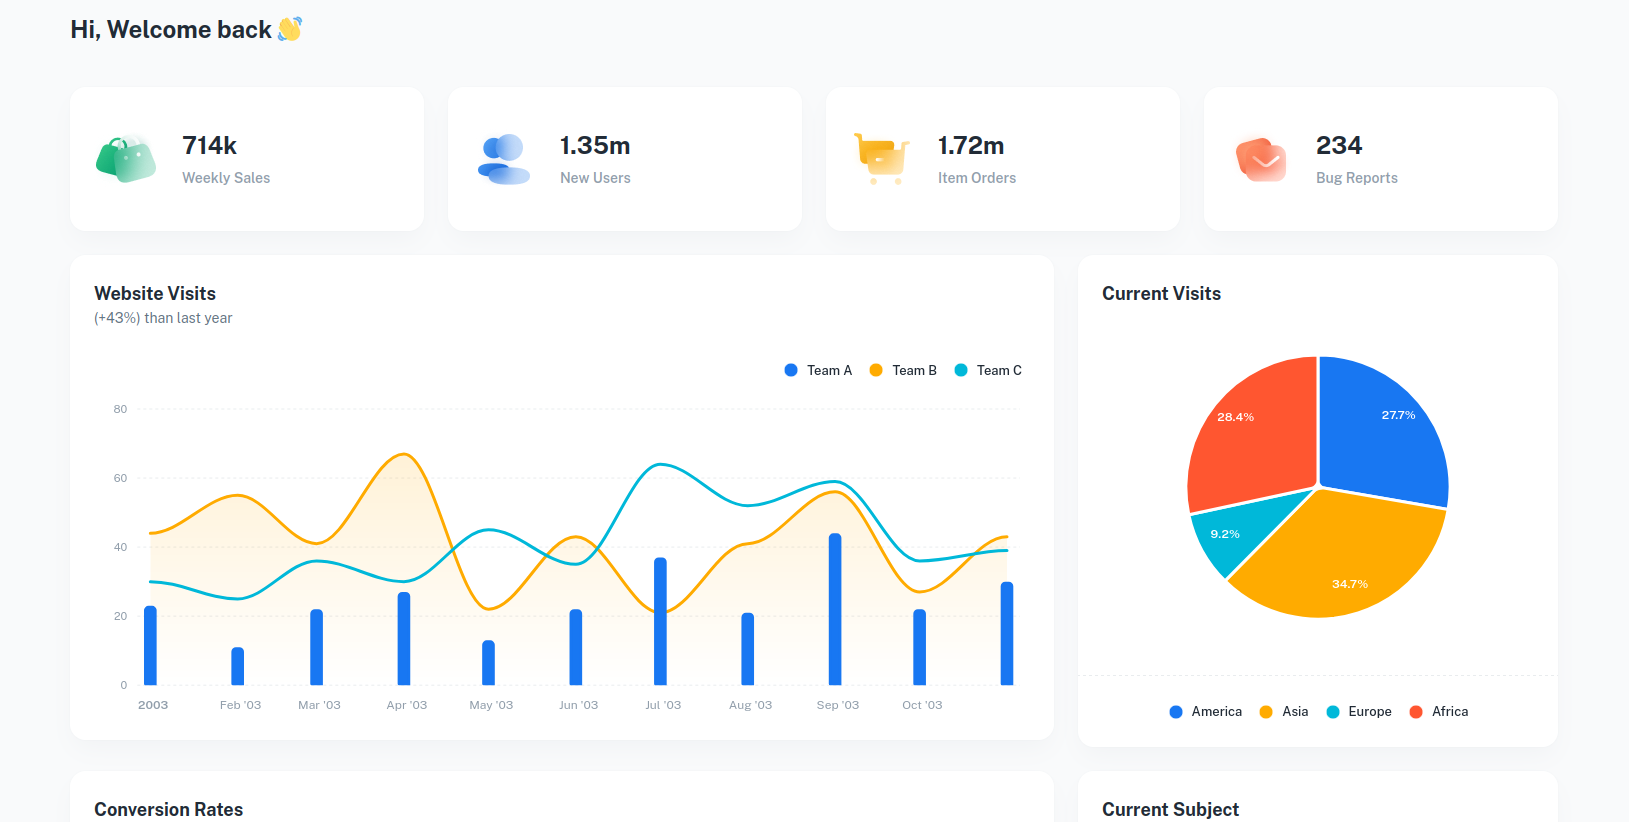 Hi, Welcome back 👋
714k
Weekly Sales
1.35m
New Users
1.72m
Item Orders
234
Bug Reports
Website Visits
(+43%) than last year
Team A Team B Team C
80
60
40
20
0
2003 Feb '03 Mar '03 Apr '03 May '03 Jun '03 Jul '03 Aug '03 Sep '03 Oct '03
Current Visits
28.4%
27.7%
9.2%
34.7%
America Asia Europe Africa
Conversion Rates
Current Subject